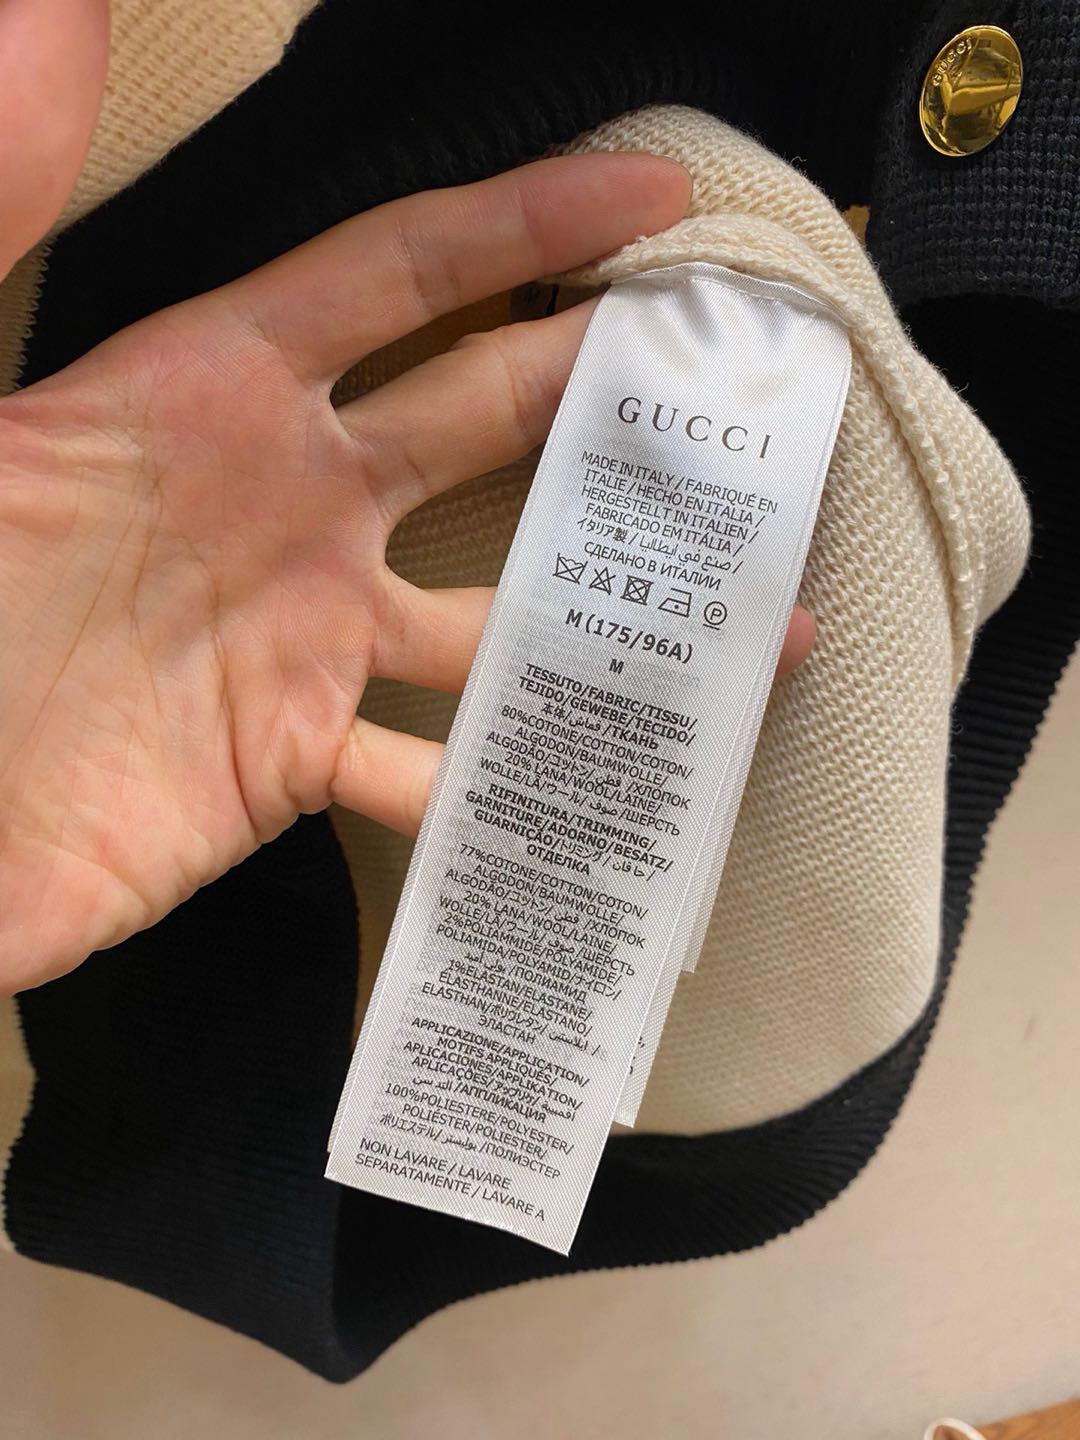 GUCCI
GUCCI
MADE IN ITALY / FABRIQUÉ EN
ITALIE / HECHO EN ITALIA /
HERGESTELLT IN ITALIEN /
FABRICADO EM ITÁLIA /
イタリア製 / صنع في ايطاليا /
СДЕЛАНО В ИТАЛИИ
P
M (175/96A)
M
TESSUTO/FABRIC/TISSU/
TEJIDO/GEWEBE/TECIDO/
本体/قماش/ТКАНЬ
80%COTONE/COTTON/COTON/
ALGODON/BAUMWOLLE/
ALGODÃO/コットン/قطن/ХЛОПОК
20% LANA/WOOL/LAINE/
WOLLE/LÃ/ウール/صوف/ШЕРСТЬ
RIFINITURA/TRIMMING/
GARNITURE/ADORNO/BESATZ/
GUARNIÇÃO/トリミング/حافان/
ОТДЕЛКА
77%COTONE/COTTON/COTON/
ALGODON/BAUMWOLLE/
ALGODÃO/コットン/قطن/ХЛОПОК
20% LANA/WOOL/LAINE/
WOLLE/LÃ/ウール/صوف/ШЕРСТЬ
2%POLIAMMIDE/POLYAMIDE/
POLIAMIDA/POLYAMID/ナイロン/
ПОЛИАМИД
1%ELASTAN/ELASTANE/
ELASTHANNE/ELASTANO/
ELASTHAN/ポリウレタン/ايلاستين/
ЭЛАСТАН
APPLICAZIONE/APPLICATION/
MOTIFS APPLIQUÉS/
APLICACIONES/APPLIKATION/
APLICAÇÕES/アップリケ/
АППЛИКАЦИЯ
100%POLIESTERE/POLYESTER/
POLIÉSTER/POLYESTER/
ポリエステル/بوليستر/ПОЛИЭСТЕР
NON LAVARE / LAVARE
SEPARATAMENTE / LAVARE A